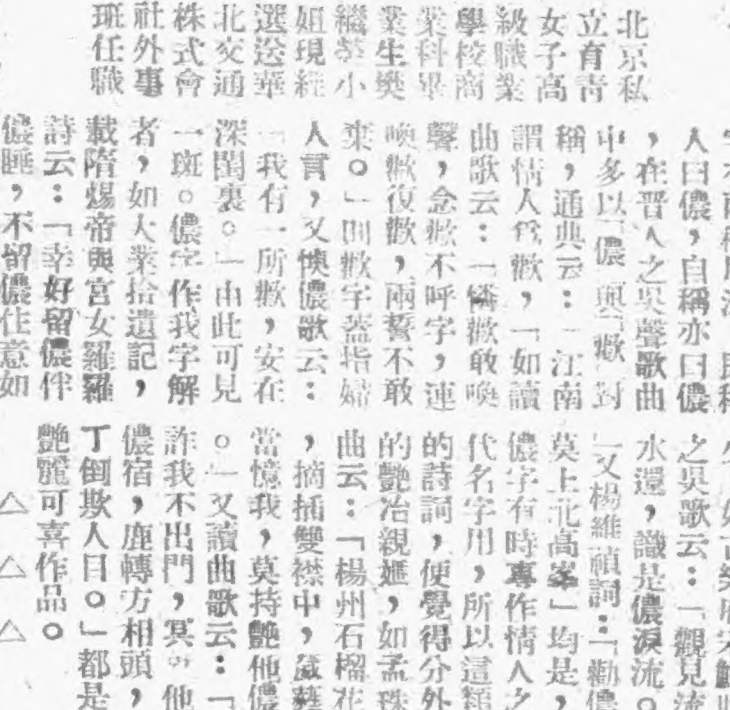 北京私
立育青
女子高
級職業
學校商
業科畢
業生樊
繼英小
姐現經
選送華
北交通
株式會
社外事
班任職
人曰儂，自稱亦曰儂
，在晉人之吳聲歌曲
中多以「儂」與「歡」對
稱，通典云：「江南
謂情人爲歡，「如讀
曲歌云：「憐歡敢喚
聲，念歡不呼字，連
喚歡復歡，兩誓不敢
棄。」則歡字蓋指婦
人言，又懊儂歌云：
「我有一所歡，安在
深閨裏。」由此可見
一斑。儂字作我字解
者，如大業拾遺記，
載隋煬帝與宮女羅羅
詩云：「幸好留儂伴
儂睡，不留儂住意如
之吳歌云：「觀見流
水還，識是儂淚流。
」又楊維楨詞：「勸儂
莫上北高峯」均是，
儂字有時專作情人之
代名字用，所以這類
的詩詞，便覺得分外
的艷冶親暱，如孟珠
曲云：「楊州石榴花
，摘插雙襟中，葳蕤
當憶我，莫持艷他儂
。」又讀曲歌云：「
詐我不出門，冥就他
儂宿，鹿轉方相頭，
丁倒欺人目。」都是
艷麗可喜作品。
△　△　△